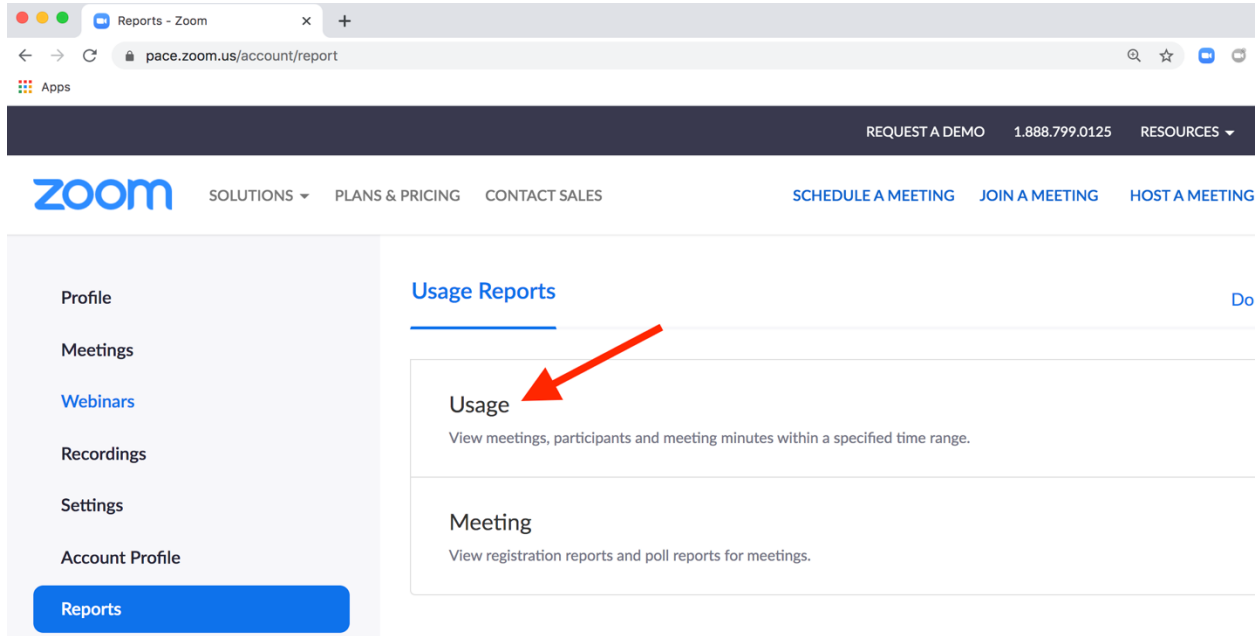 Reports - Zoom
pace.zoom.us/account/report
Apps
REQUEST A DEMO 1.888.799.0125 RESOURCES
zoom SOLUTIONS PLANS & PRICING CONTACT SALES SCHEDULE A MEETING JOIN A MEETING HOST A MEETING
Profile
Meetings
Webinars
Recordings
Settings
Account Profile
Reports
Usage Reports
Do
Usage
View meetings, participants and meeting minutes within a specified time range.
Meeting
View registration reports and poll reports for meetings.